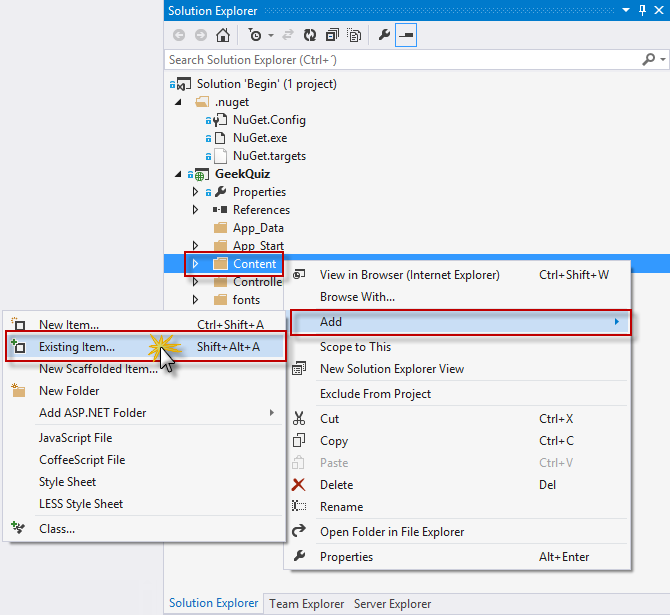 Solution Explorer
Search Solution Explorer (Ctrl+´)
Solution 'Begin' (1 project)
.nuget
NuGet.Config
NuGet.exe
NuGet.targets
GeekQuiz
Properties
References
App_Data
App_Start
Content
Controlle
fonts
View in Browser (Internet Explorer) Ctrl+Shift+W
Browse With...
Add
Scope to This
New Solution Explorer View
Exclude From Project
Cut Ctrl+X
Copy Ctrl+C
Paste Ctrl+V
Delete Del
Rename
Open Folder in File Explorer
Properties Alt+Enter
New Item... Ctrl+Shift+A
Existing Item... Shift+Alt+A
New Scaffolded Item...
New Folder
Add ASP.NET Folder
JavaScript File
CoffeeScript File
Style Sheet
LESS Style Sheet
Class...
Solution Explorer Team Explorer Server Explorer